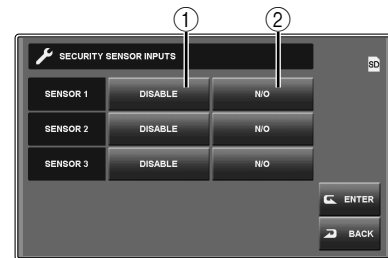 ① ②
SECURITY SENSOR INPUTS
SD
SENSOR 1 DISABLE N/O
SENSOR 2 DISABLE N/O
SENSOR 3 DISABLE N/O
ENTER
BACK